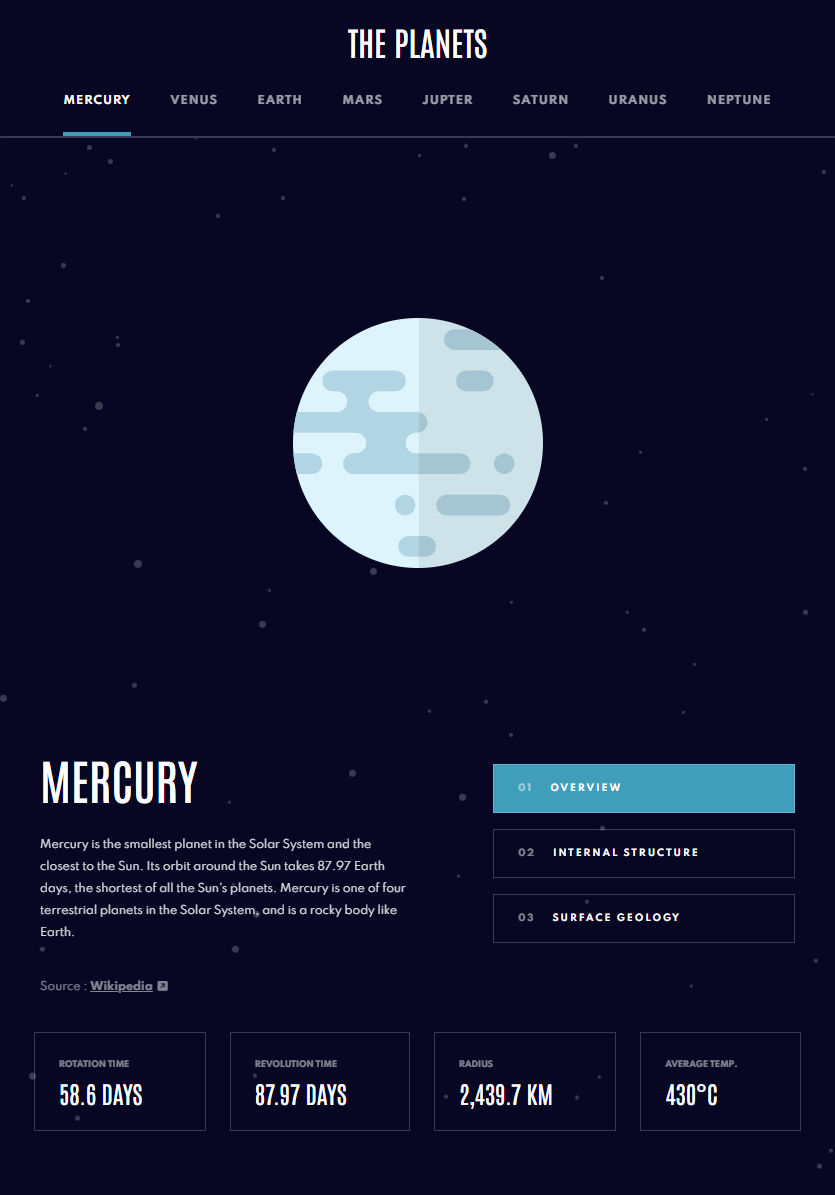 THE PLANETS
MERCURY VENUS EARTH MARS JUPTER SATURN URANUS NEPTUNE
MERCURY
Mercury is the smallest planet in the Solar System and the
closest to the Sun. Its orbit around the Sun takes 87.97 Earth
days, the shortest of all the Sun's planets. Mercury is one of four
terrestrial planets in the Solar System, and is a rocky body like
Earth.
Source : Wikipedia
01 OVERVIEW
02 INTERNAL STRUCTURE
03 SURFACE GEOLOGY
ROTATION TIME
58.6 DAYS
REVOLUTION TIME
87.97 DAYS
RADIUS
2,439.7 KM
AVERAGE TEMP.
430°C